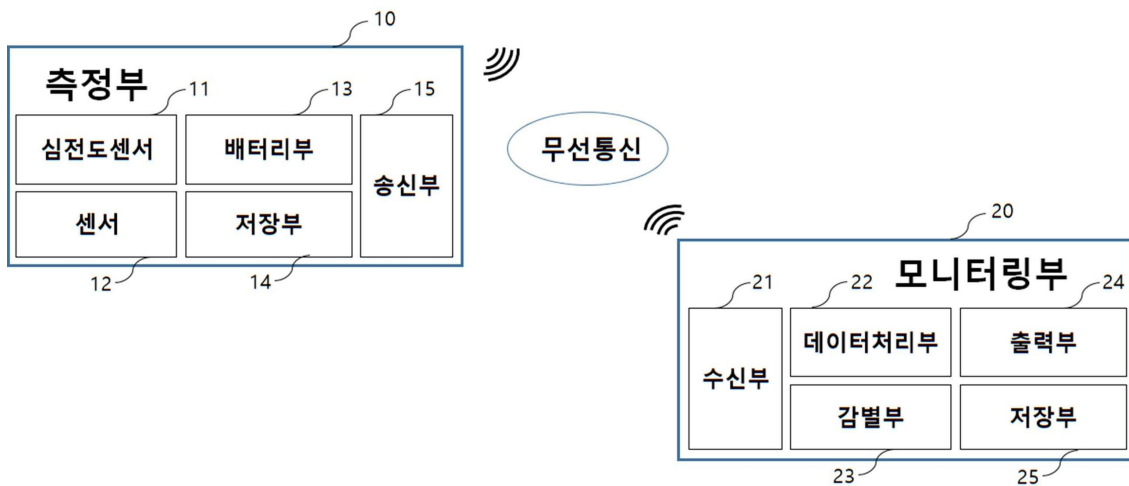 10
측정부
11
13
15
심전도센서
배터리부
송신부
센서
저장부
12
14
무선통신
20
모니터링부
21
22
24
수신부
데이터처리부
출력부
감별부
저장부
23
25